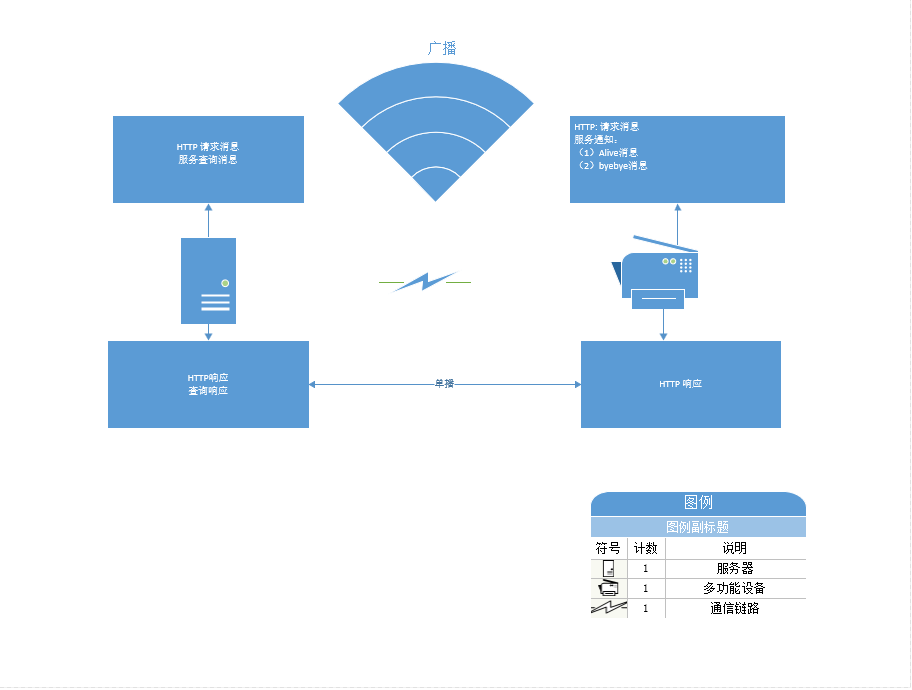 广播
HTTP 请求消息
服务查询消息
HTTP: 请求消息
服务通知：
（1）Alive消息
（2）byebye消息
HTTP响应
查询响应
单播
HTTP 响应
图例
图例副标题
符号 计数 说明
1 服务器
1 多功能设备
1 通信链路